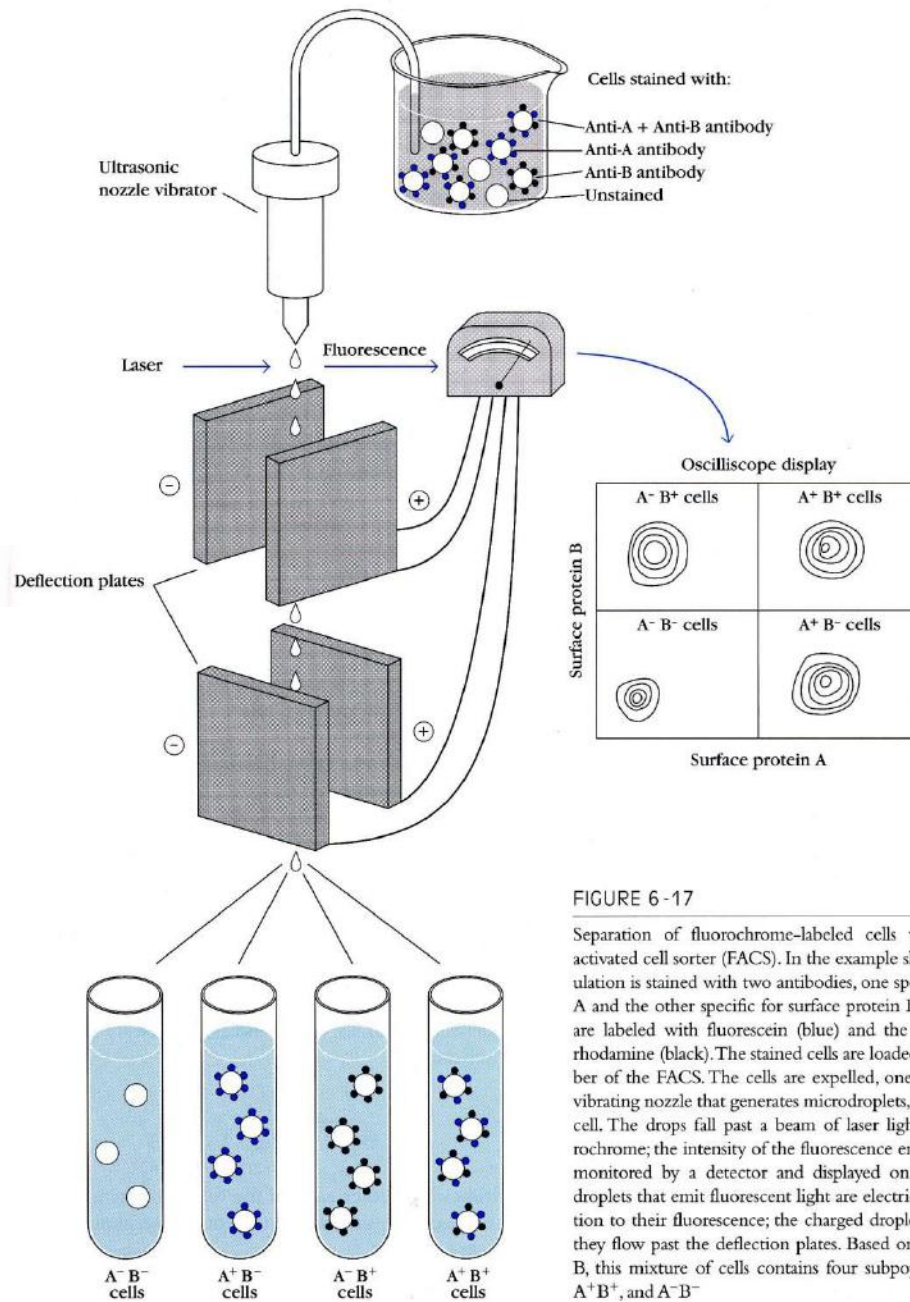 Cells stained with:
Anti-A + Anti-B antibody
Anti-A antibody
Anti-B antibody
Unstained
Ultrasonic
nozzle vibrator
Laser
Fluorescence
Oscilliscope display
A⁻ B⁺ cells
A⁺ B⁺ cells
−
+
Surface protein B
Deflection plates
A⁻ B⁻ cells
A⁺ B⁻ cells
−
+
Surface protein A
FIGURE 6-17
Separation of fluorochrome-labeled cells
activated cell sorter (FACS). In the example
ulation is stained with two antibodies, one
A and the other specific for surface protein
are labeled with fluorescein (blue) and the
rhodamine (black). The stained cells are loaded
ber of the FACS. The cells are expelled, one
vibrating nozzle that generates microdroplets,
cell. The drops fall past a beam of laser
rochrome; the intensity of the fluorescence
monitored by a detector and displayed on
droplets that emit fluorescent light are
tion to their fluorescence; the charged
they flow past the deflection plates. Based
B, this mixture of cells contains four
A⁺B⁺, and A⁻B⁻
A⁻ B⁻
cells
A⁺ B⁻
cells
A⁻ B⁺
cells
A⁺ B⁺
cells